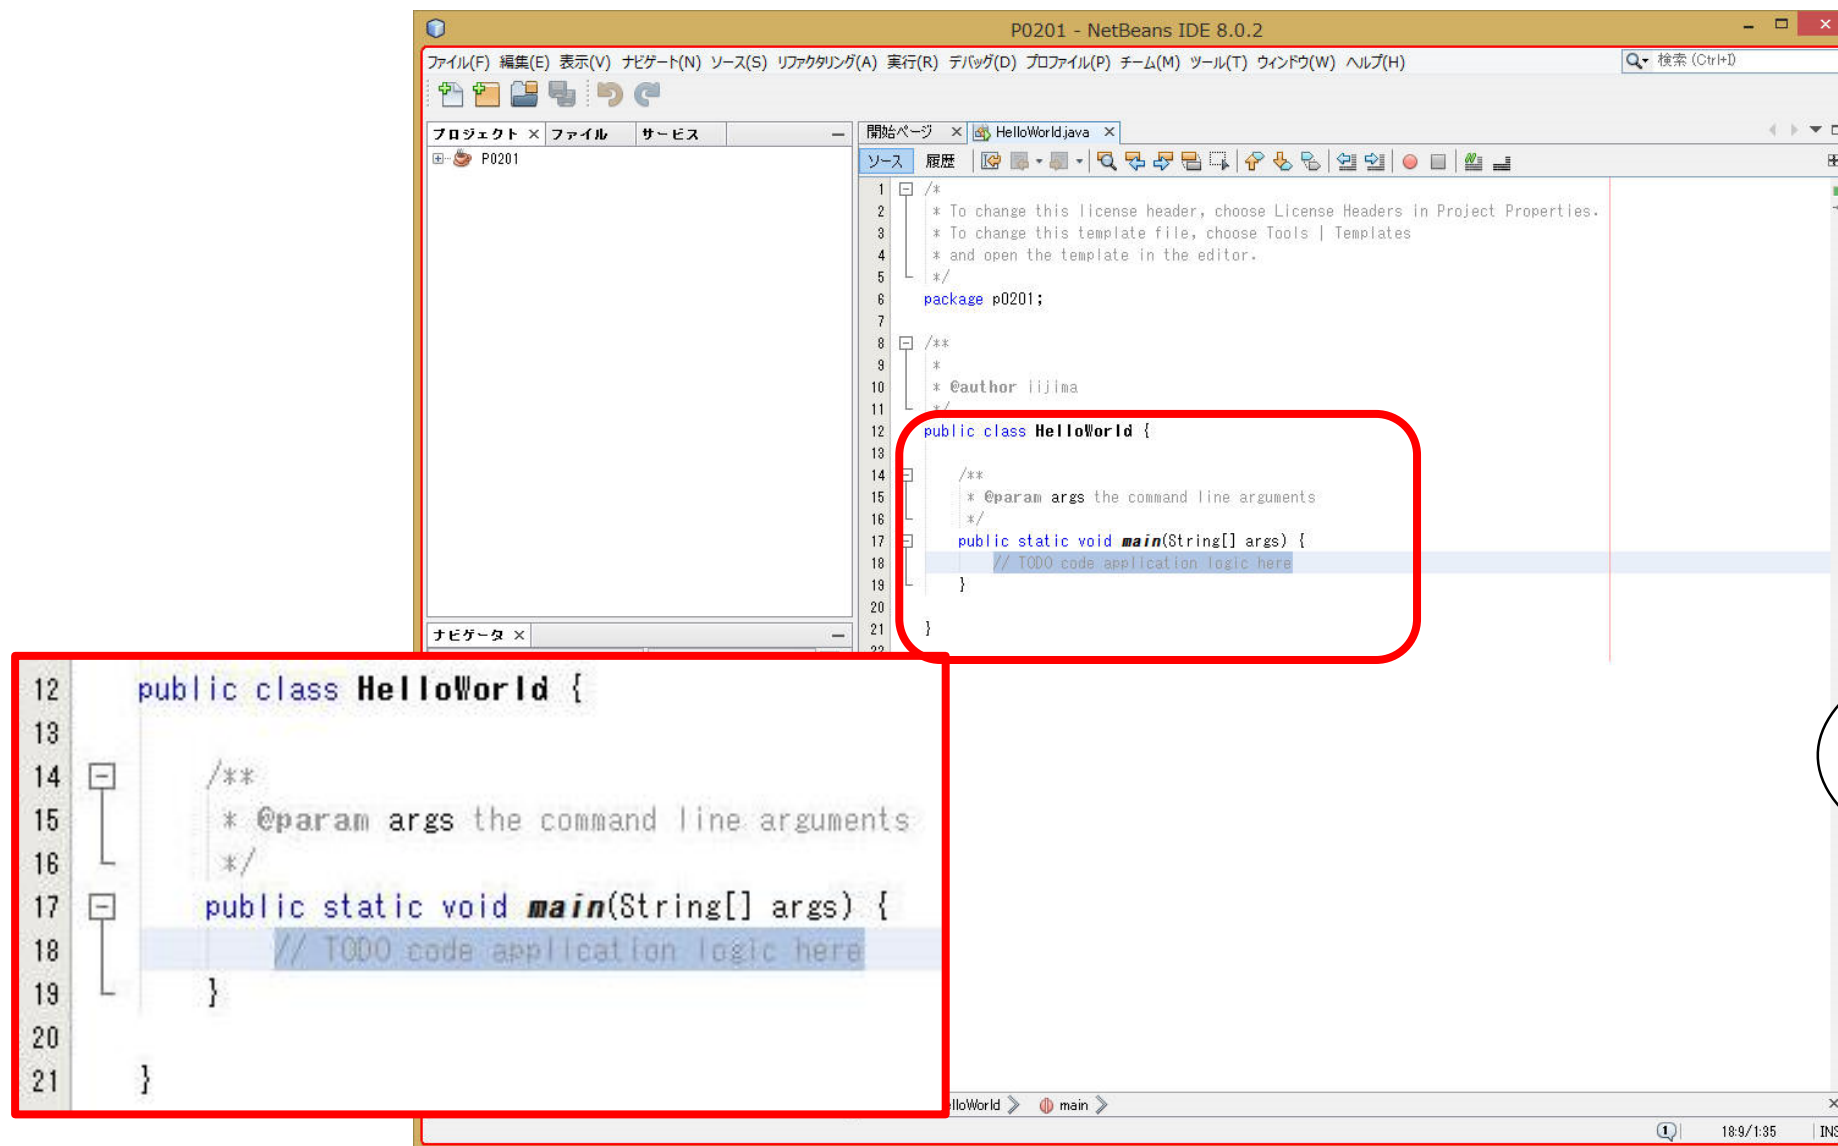 P0201 - NetBeans IDE 8.0.2
ファイル(F) 編集(E) 表示(V) ナビゲート(N) ソース(S) リファクタリング(A) 実行(R) デバッグ(D) プロファイル(P) チーム(M) ツール(T) ウィンドウ(W) ヘルプ(H)
検索 (Ctrl+I)
プロジェクト × ファイル サービス
P0201
開始ページ × HelloWorld.java ×
ソース 履歴
1 /*
2 * To change this license header, choose License Headers in Project Properties.
3 * To change this template file, choose Tools | Templates
4 * and open the template in the editor.
5 */
6 package p0201;
7
8 /**
9 *
10 * @author iijima
11 */
12 public class HelloWorld {
13
14 /**
15 * @param args the command line arguments
16 */
17 public static void main(String[] args) {
18 // TODO code application logic here
19 }
20
21 }
22
ナビゲータ ×
12 public class HelloWorld {
13
14 /**
15 * @param args the command line arguments
16 */
17 public static void main(String[] args) {
18 // TODO code application logic here
19 }
20
21 }
lloWorld main
1 18:9/1:35 INS